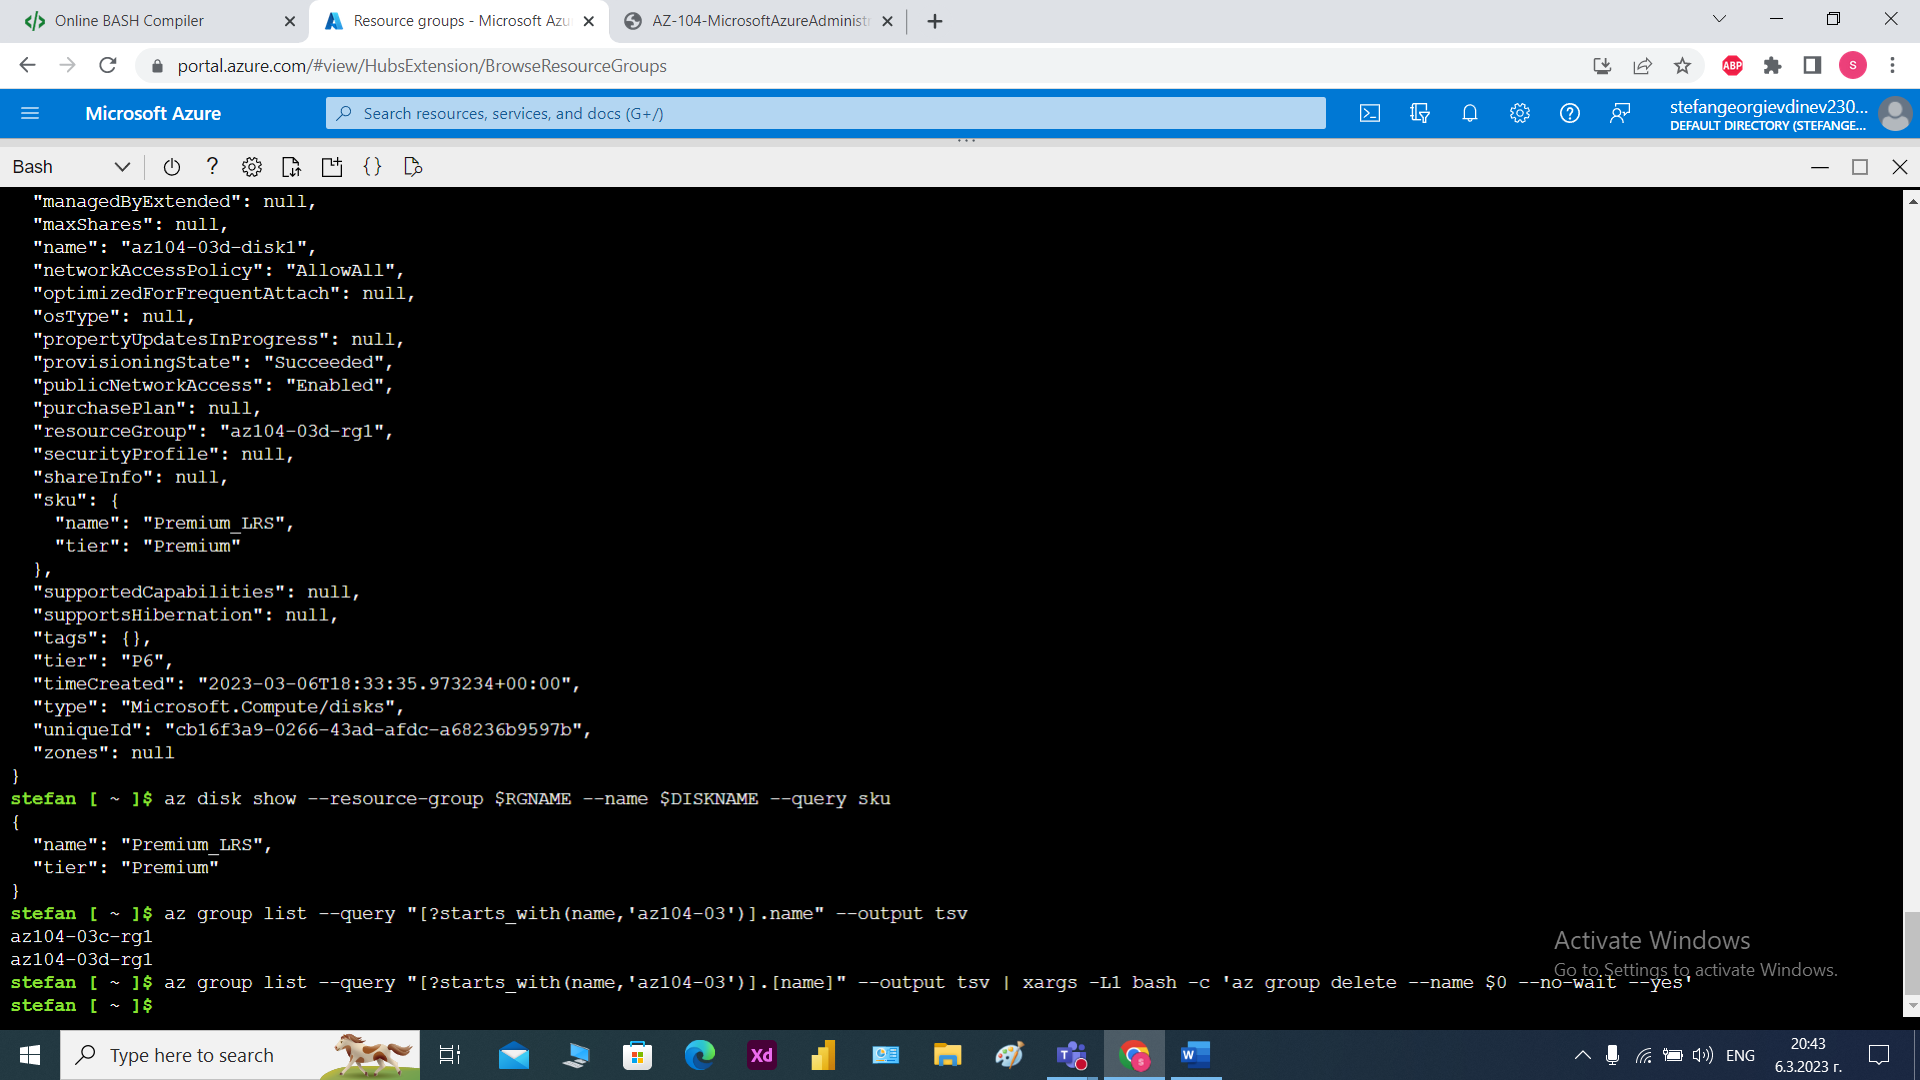 Online BASH Compiler
Resource groups - Microsoft Azu
AZ-104-MicrosoftAzureAdministr
portal.azure.com/#view/HubsExtension/BrowseResourceGroups
ABP
S
Microsoft Azure
Search resources, services, and docs (G+/)
stefangeorgievdinev230...
DEFAULT DIRECTORY (STEFANGE...
Bash
"managedByExtended": null,
"maxShares": null,
"name": "az104-03d-disk1",
"networkAccessPolicy": "AllowAll",
"optimizedForFrequentAttach": null,
"osType": null,
"propertyUpdatesInProgress": null,
"provisioningState": "Succeeded",
"publicNetworkAccess": "Enabled",
"purchasePlan": null,
"resourceGroup": "az104-03d-rg1",
"securityProfile": null,
"shareInfo": null,
"sku": {
"name": "Premium_LRS",
"tier": "Premium"
},
"supportedCapabilities": null,
"supportsHibernation": null,
"tags": {},
"tier": "P6",
"timeCreated": "2023-03-06T18:33:35.973234+00:00",
"type": "Microsoft.Compute/disks",
"uniqueId": "cb16f3a9-0266-43ad-afdc-a68236b9597b",
"zones": null
}
stefan [ ~ ]$ az disk show --resource-group $RGNAME --name $DISKNAME --query sku
{
"name": "Premium_LRS",
"tier": "Premium"
}
stefan [ ~ ]$ az group list --query "[?starts_with(name,'az104-03')].name" --output tsv
az104-03c-rg1
az104-03d-rg1
stefan [ ~ ]$ az group list --query "[?starts_with(name,'az104-03')].[name]" --output tsv | xargs -L1 bash -c 'az group delete --name $0 --no-wait --yes'
stefan [ ~ ]$
Activate Windows
Go to Settings to activate Windows.
Type here to search
Xd
ENG
20:43
6.3.2023 г.